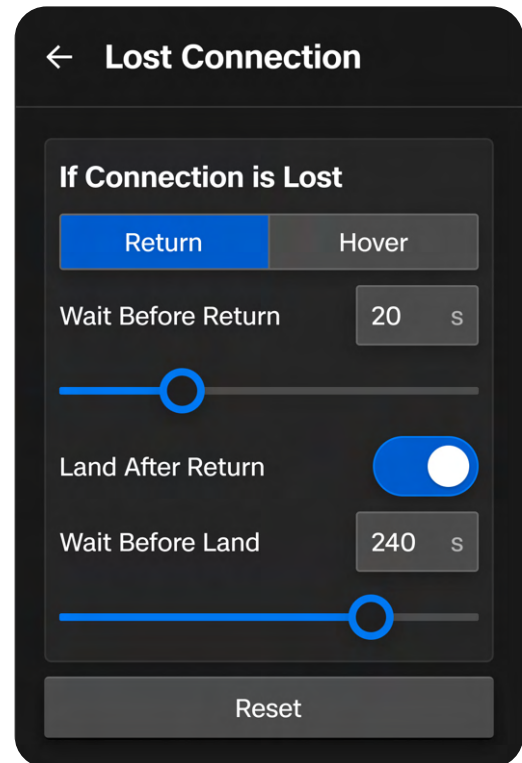 Lost Connection
If Connection is Lost
Return Hover
Wait Before Return 20 s
Land After Return
Wait Before Land 240 s
Reset